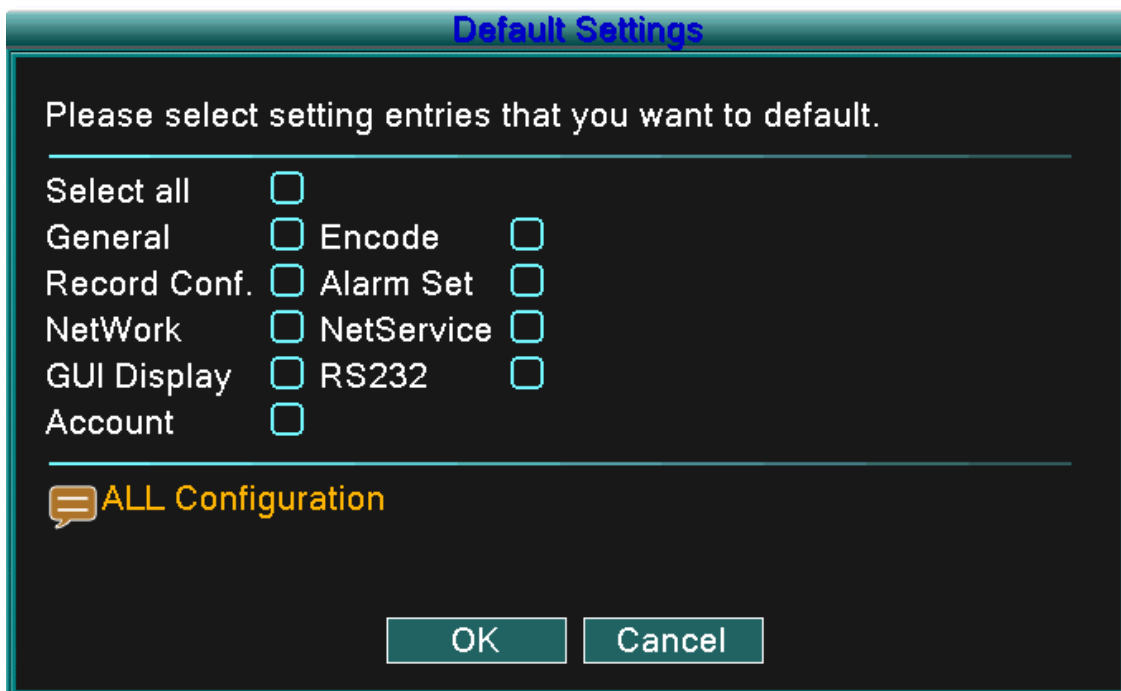 Default Settings
Please select setting entries that you want to default.
Select all
General Encode
Record Conf. Alarm Set
NetWork NetService
GUI Display RS232
Account
ALL Configuration
OK Cancel